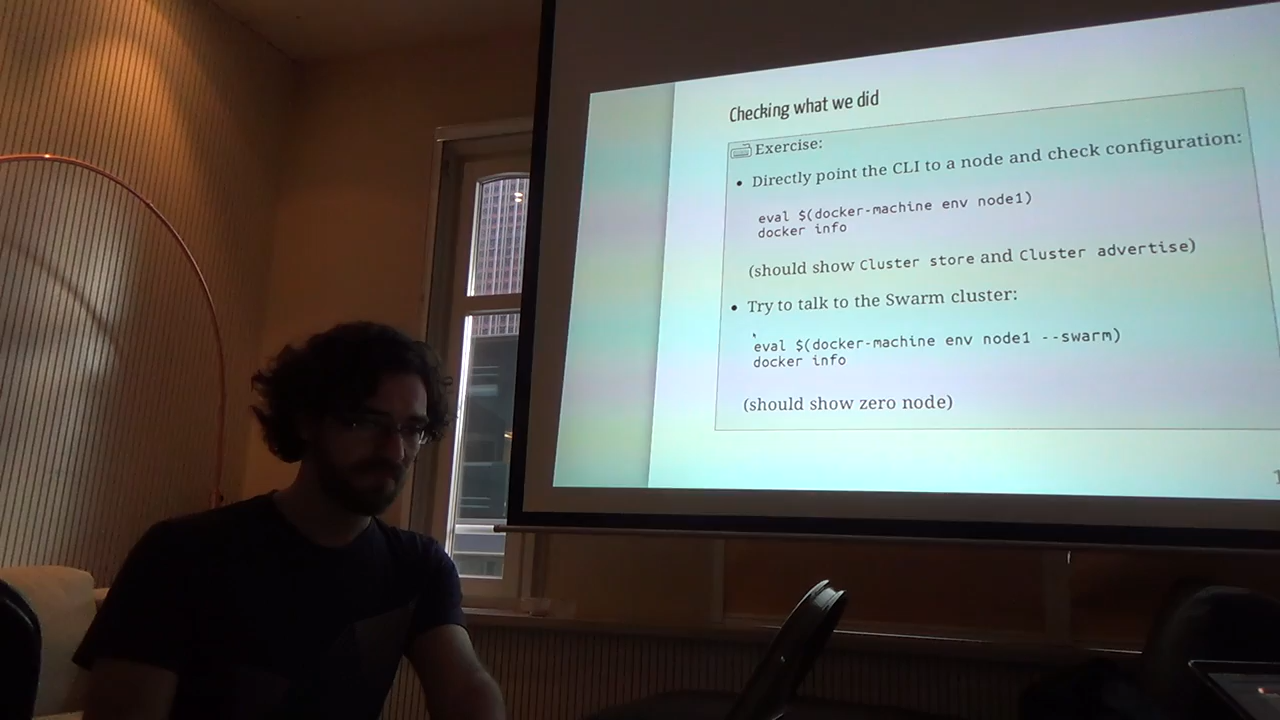 Checking what we did
Exercise:
• Directly point the CLI to a node and check configuration:
eval $(docker-machine env node1)
docker info
(should show Cluster store and Cluster advertise)
• Try to talk to the Swarm cluster:
eval $(docker-machine env node1 --swarm)
docker info
(should show zero node)